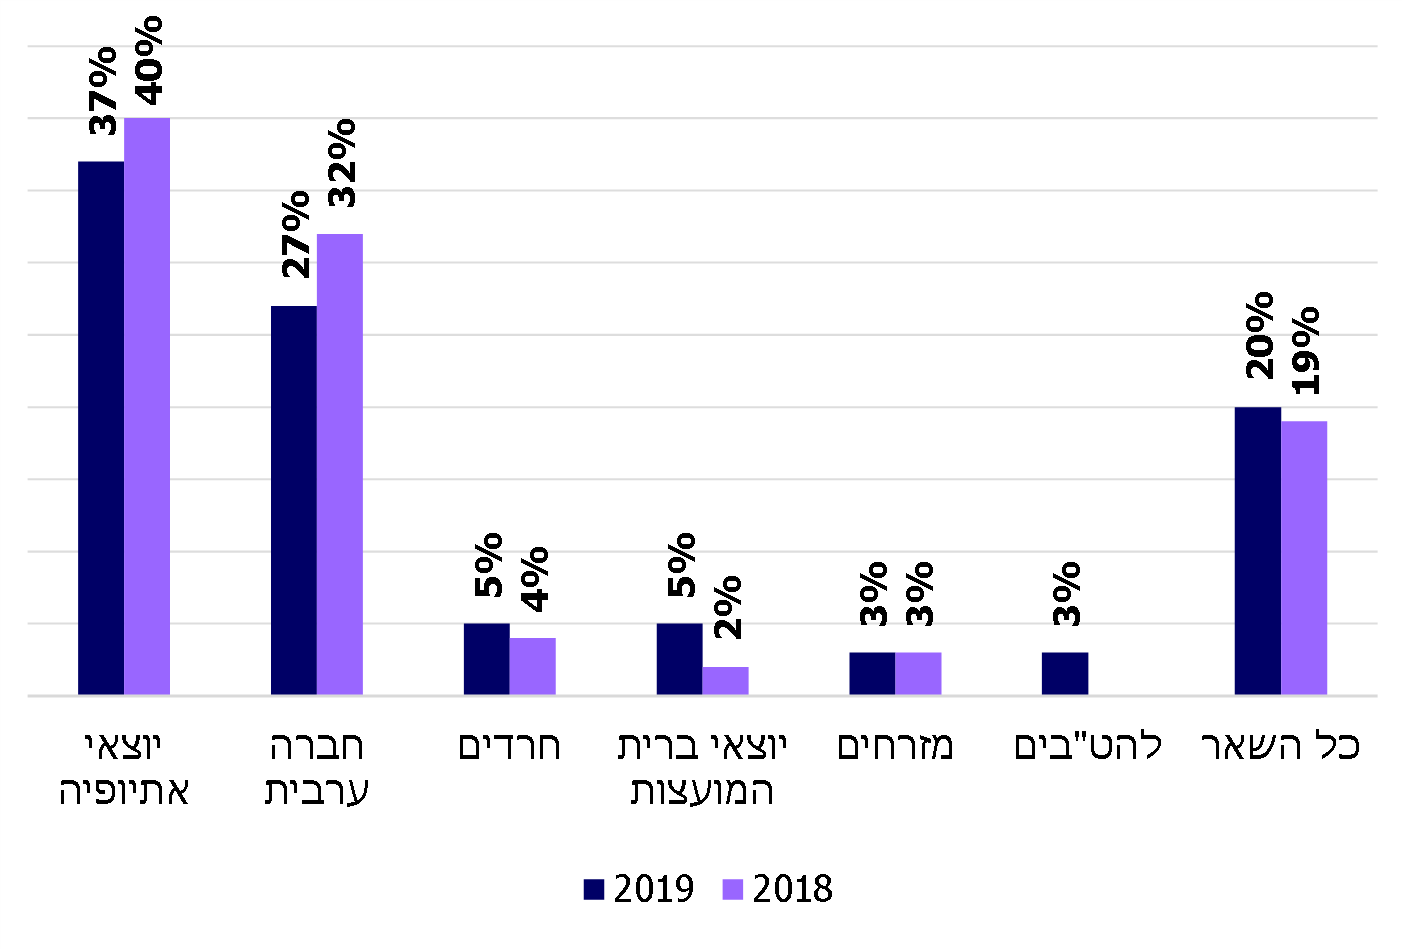 37%
40%
27%
32%
5%
4%
5%
2%
3%
3%
3%
20%
19%
יוצאי
אתיופיה
חברה
ערבית
חרדים
יוצאי ברית
המועצות
מזרחים
להט"בים
כל השאר
2019
2018